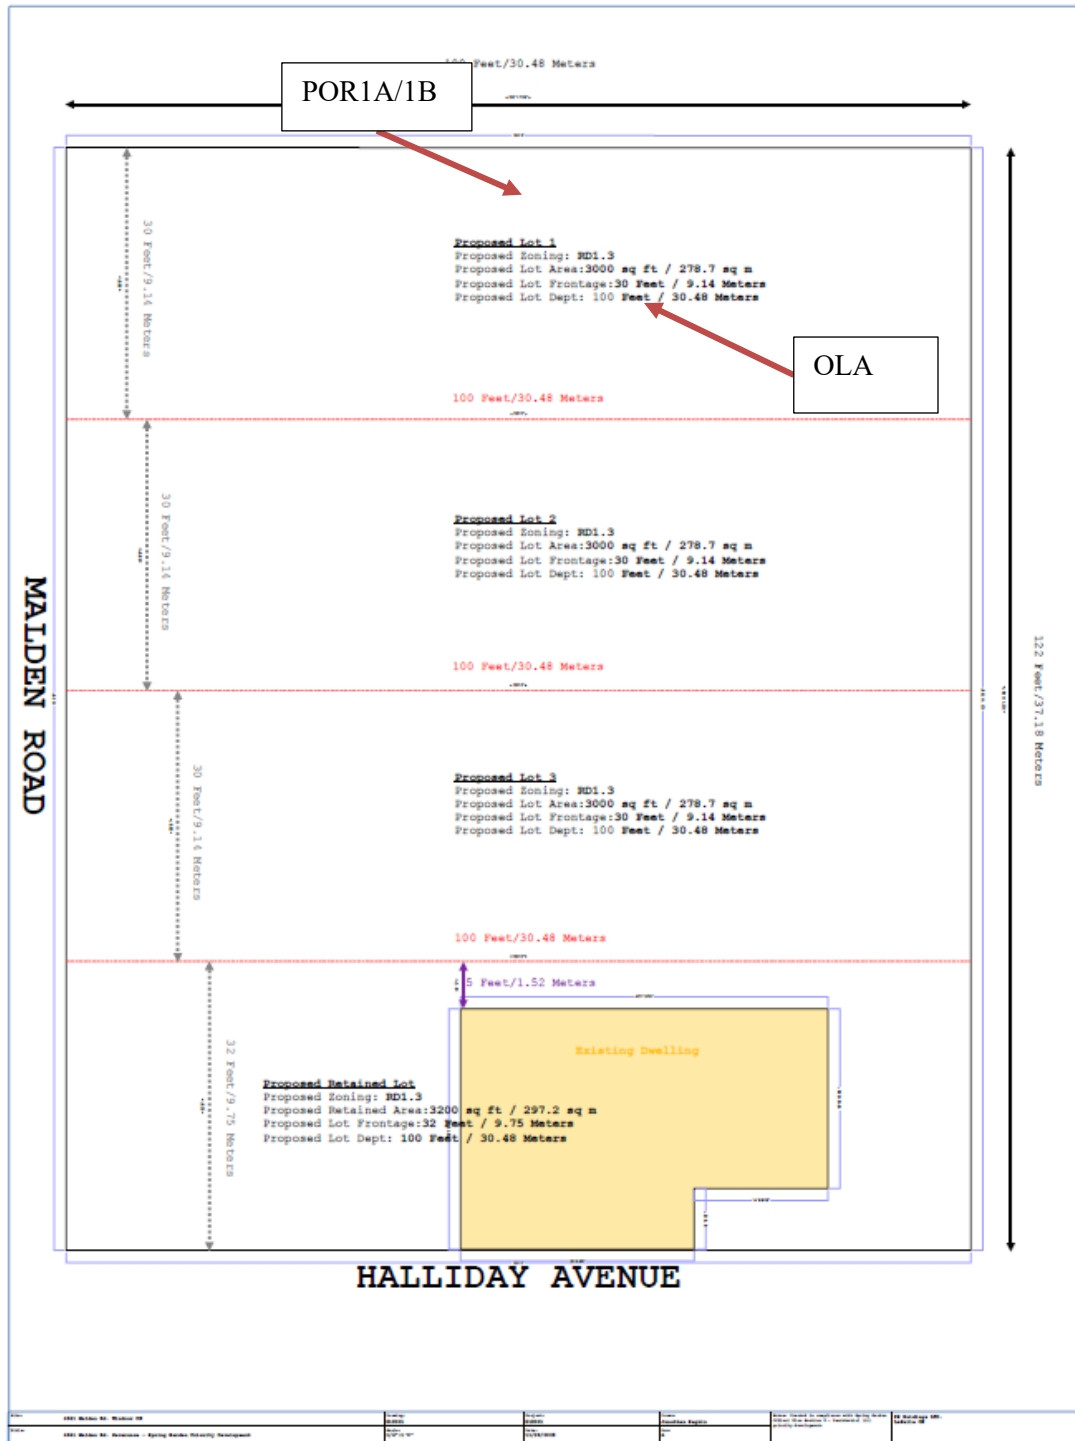 100 Feet/30.48 Meters
POR1A/1B
30 Feet/9.14 Meters
Proposed Lot 1
Proposed Zoning: RD1.3
Proposed Lot Area:3000 sq ft / 278.7 sq m
Proposed Lot Frontage:30 Feet / 9.14 Meters
Proposed Lot Dept: 100 Feet / 30.48 Meters
OLA
100 Feet/30.48 Meters
30 Feet/9.14 Meters
Proposed Lot 2
Proposed Zoning: RD1.3
Proposed Lot Area:3000 sq ft / 278.7 sq m
Proposed Lot Frontage:30 Feet / 9.14 Meters
Proposed Lot Dept: 100 Feet / 30.48 Meters
MALDEN ROAD
122 Feet/37.18 Meters
100 Feet/30.48 Meters
30 Feet/9.14 Meters
Proposed Lot 3
Proposed Zoning: RD1.3
Proposed Lot Area:3000 sq ft / 278.7 sq m
Proposed Lot Frontage:30 Feet / 9.14 Meters
Proposed Lot Dept: 100 Feet / 30.48 Meters
100 Feet/30.48 Meters
5 Feet/1.52 Meters
Existing Dwelling
32 Feet/9.75 Meters
Proposed Retained Lot
Proposed Zoning: RD1.3
Proposed Retained Area:3200 sq ft / 297.2 sq m
Proposed Lot Frontage:32 Feet / 9.75 Meters
Proposed Lot Dept: 100 Feet / 30.48 Meters
HALLIDAY AVENUE